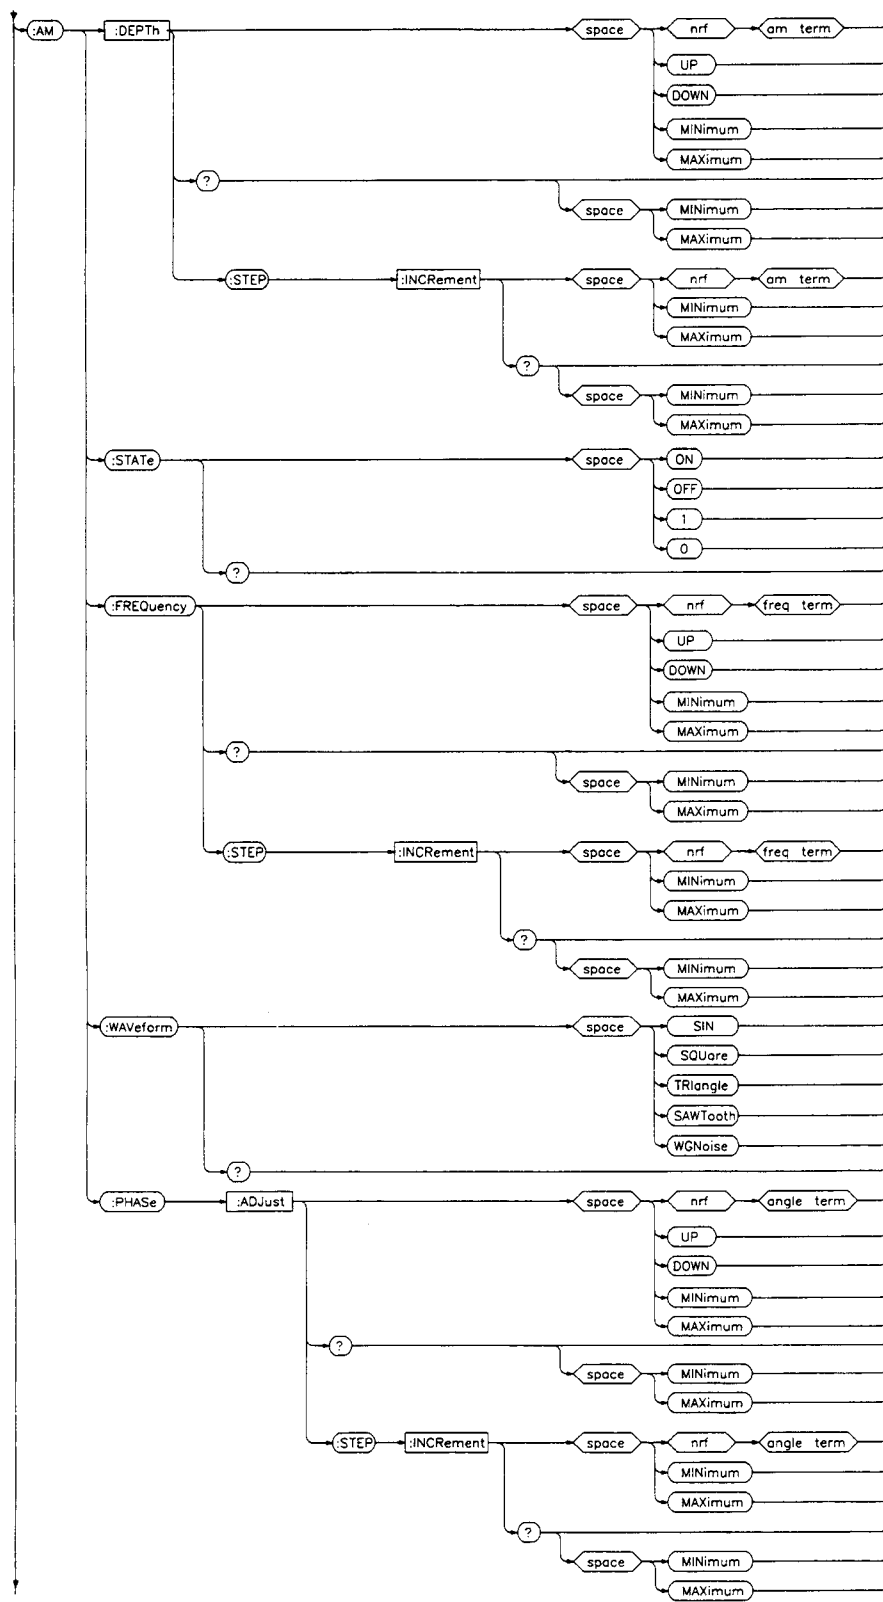 :AM :DEPTh space nrf am term
UP
DOWN
MINimum
MAXimum
?
space MINimum
MAXimum
:STEP :INCRement space nrf am term
MINimum
MAXimum
?
space MINimum
MAXimum
:STATe space ON
OFF
1
0
?
:FREQuency space nrf freq term
UP
DOWN
MINimum
MAXimum
?
space MINimum
MAXimum
:STEP :INCRement space nrf freq term
MINimum
MAXimum
?
space MINimum
MAXimum
:WAVeform space SIN
SQUare
TRIangle
SAWTooth
WGNoise
?
:PHASe :ADJust space nrf angle term
UP
DOWN
MINimum
MAXimum
?
space MINimum
MAXimum
:STEP :INCRement space nrf angle term
MINimum
MAXimum
?
space MINimum
MAXimum